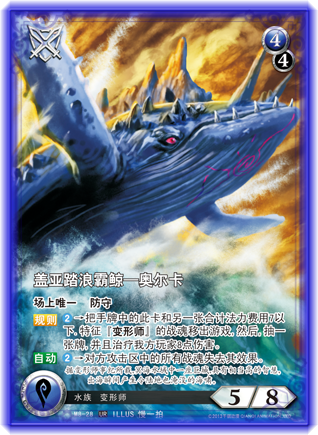 4
4
盖亚踏浪霸鲸—奥尔卡
场上唯一 防守
规则 2→把手牌中的此卡和另一张合计法力费用7以
下,特征『变形师』的战魂移出游戏,然后,抽一
张牌,并且治疗我方玩家8点伤害.
自动 2→对方攻击区中的所有战魂失去其效果.
水族 变形师
UR ILLUS 慢一拍
5/8